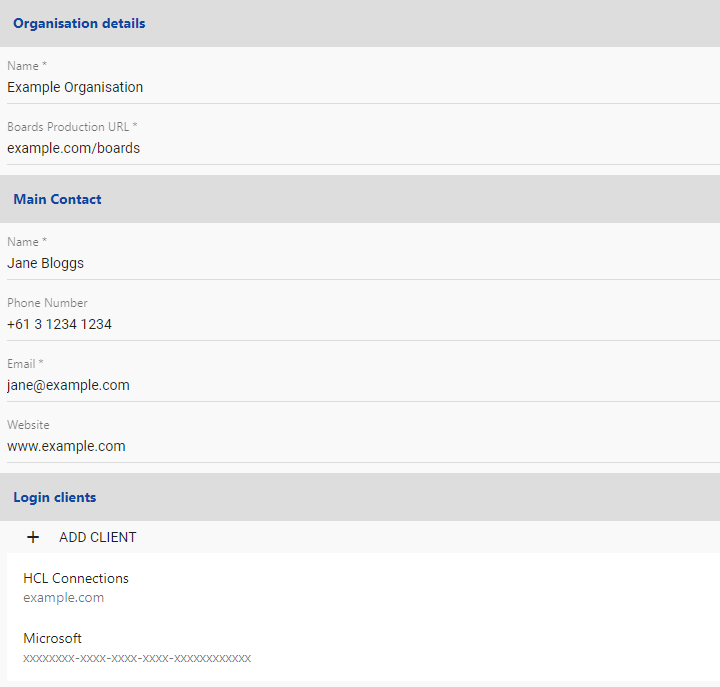 Organisation details
Name *
Example Organisation
Boards Production URL *
example.com/boards
Main Contact
Name *
Jane Bloggs
Phone Number
+61 3 1234 1234
Email *
jane@example.com
Website
www.example.com
Login clients
+ ADD CLIENT
HCL Connections
example.com
Microsoft
xxxxxxxx-xxxx-xxxx-xxxx-xxxxxxxxxxxx